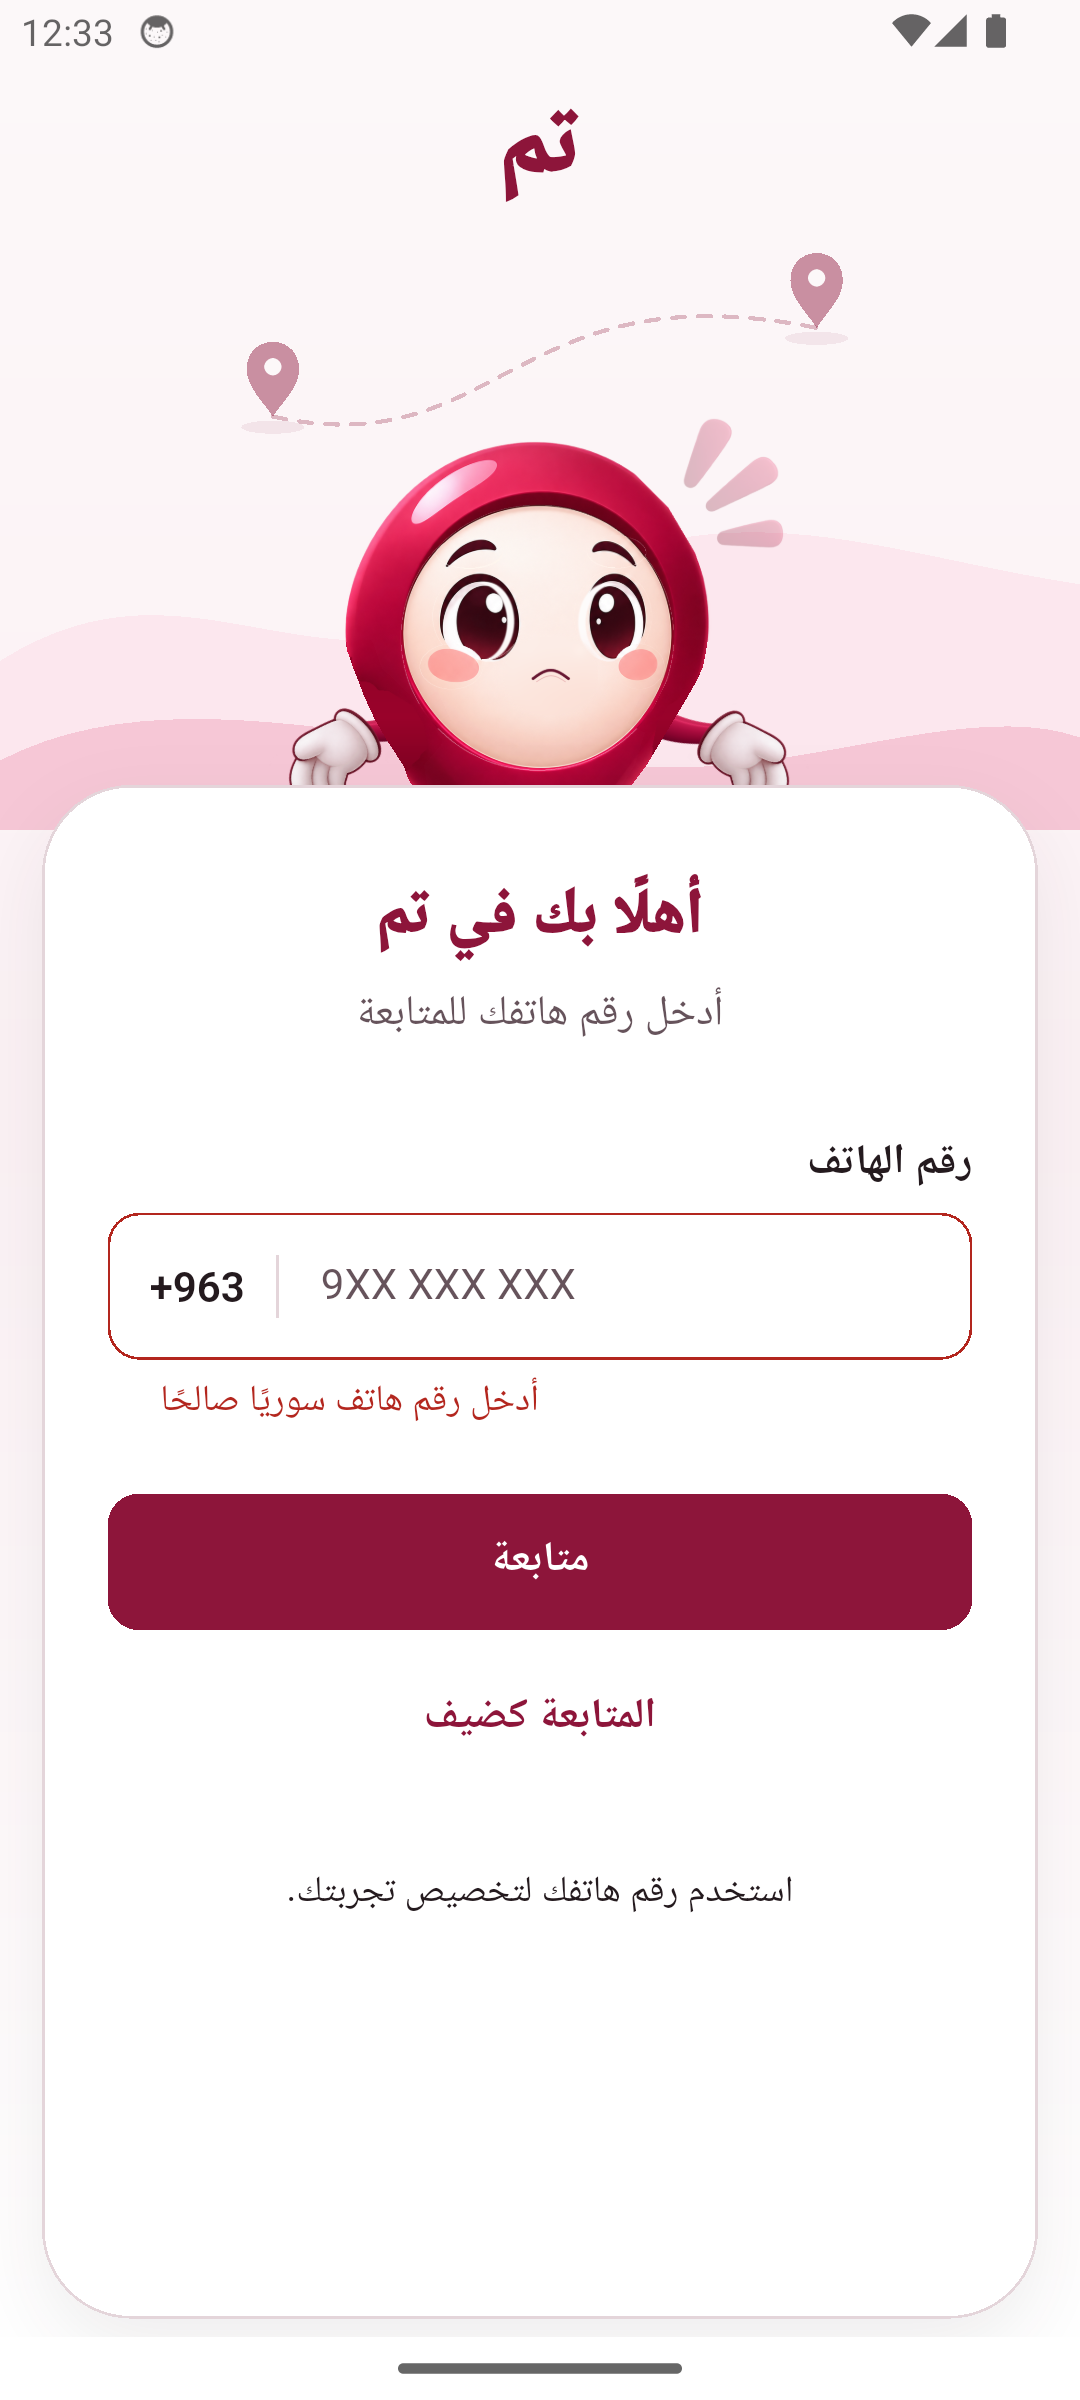 12:33
تم
أهلًا بك في تم
أدخل رقم هاتفك للمتابعة
رقم الهاتف
+963 9XX XXX XXX
أدخل رقم هاتف سوريًا صالحًا
متابعة
المتابعة كضيف
استخدم رقم هاتفك لتخصيص تجربتك.